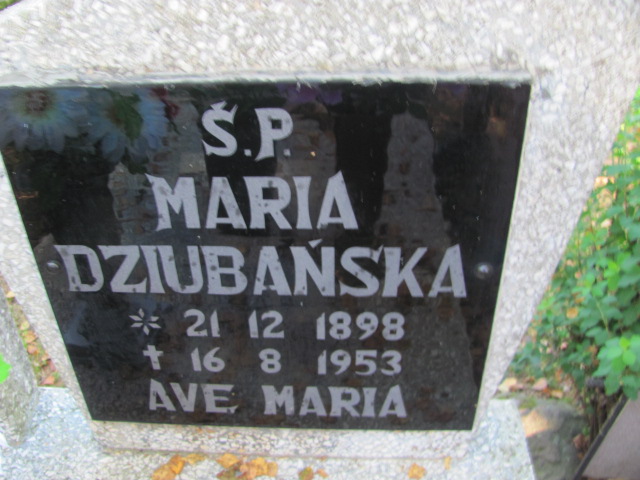 Ś.P.
MARIA
DZIUBAŃSKA
* 21 12 1898
† 16 8 1953
AVE MARIA